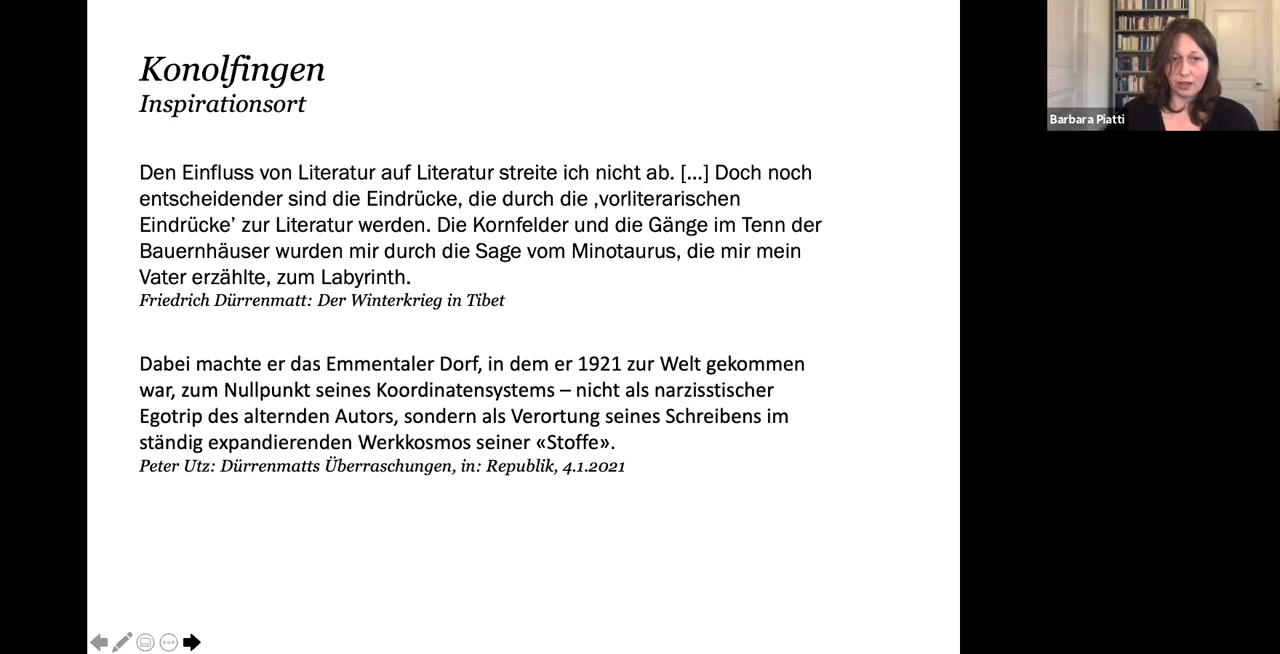 Konolfingen
Inspirationsort
Den Einfluss von Literatur auf Literatur streite ich nicht ab. [...] Doch noch
entscheidender sind die Eindrücke, die durch die ‚vorliterarischen
Eindrücke’ zur Literatur werden. Die Kornfelder und die Gänge im Tenn der
Bauernhäuser wurden mir durch die Sage vom Minotaurus, die mir mein
Vater erzählte, zum Labyrinth.
Friedrich Dürrenmatt: Der Winterkrieg in Tibet
Dabei machte er das Emmentaler Dorf, in dem er 1921 zur Welt gekommen
war, zum Nullpunkt seines Koordinatensystems – nicht als narzisstischer
Egotrip des alternden Autors, sondern als Verortung seines Schreibens im
ständig expandierenden Werkkosmos seiner «Stoffe».
Peter Utz: Dürrenmatts Überraschungen, in: Republik, 4.1.2021
Barbara Piatti